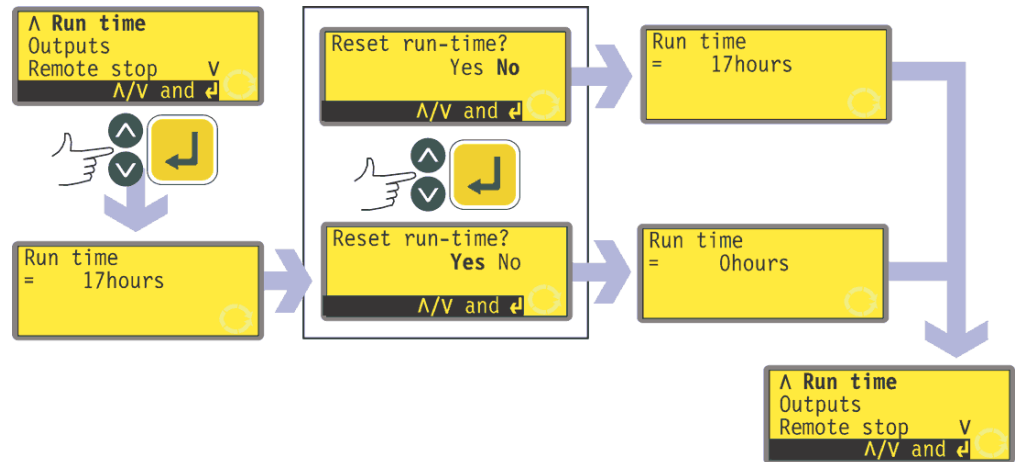 Λ Run time
Outputs
Remote stop V
Λ/V and ↲
Run time
= 17hours
Reset run-time?
Yes No
Λ/V and ↲
Reset run-time?
Yes No
Λ/V and ↲
Run time
= 17hours
Run time
= 0hours
Λ Run time
Outputs
Remote stop V
Λ/V and ↲